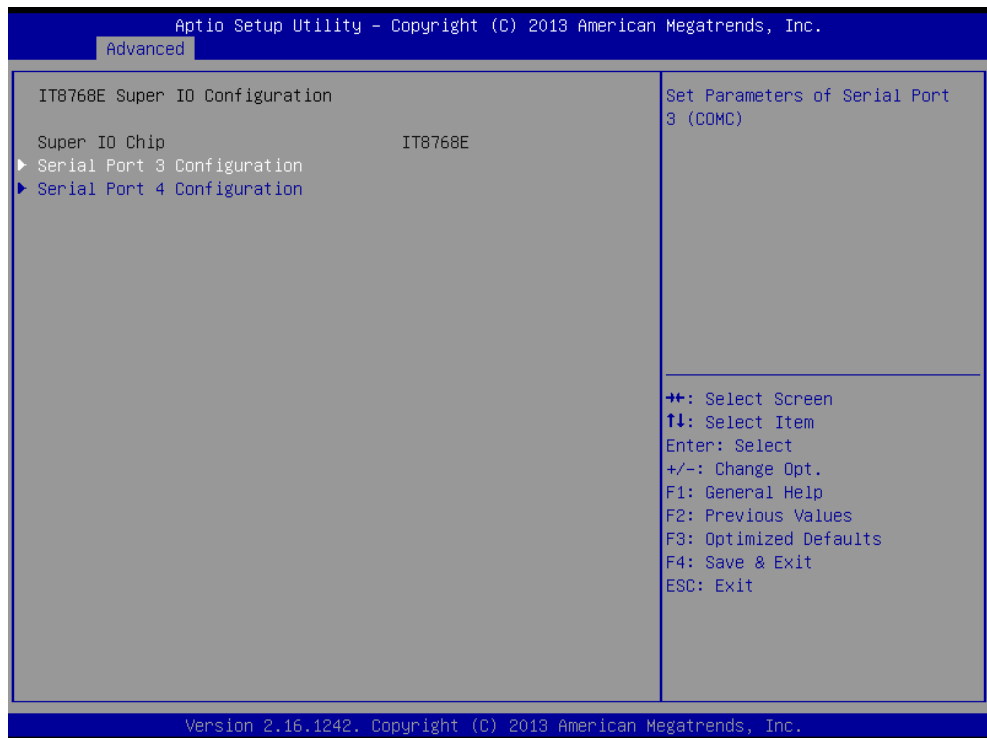 Aptio Setup Utility – Copyright (C) 2013 American Megatrends, Inc.
Advanced
IT8768E Super IO Configuration
Super IO Chip IT8768E
Serial Port 3 Configuration
Serial Port 4 Configuration
Set Parameters of Serial Port
3 (COMC)
→←: Select Screen
↑↓: Select Item
Enter: Select
+/-: Change Opt.
F1: General Help
F2: Previous Values
F3: Optimized Defaults
F4: Save & Exit
ESC: Exit
Version 2.16.1242. Copyright (C) 2013 American Megatrends, Inc.